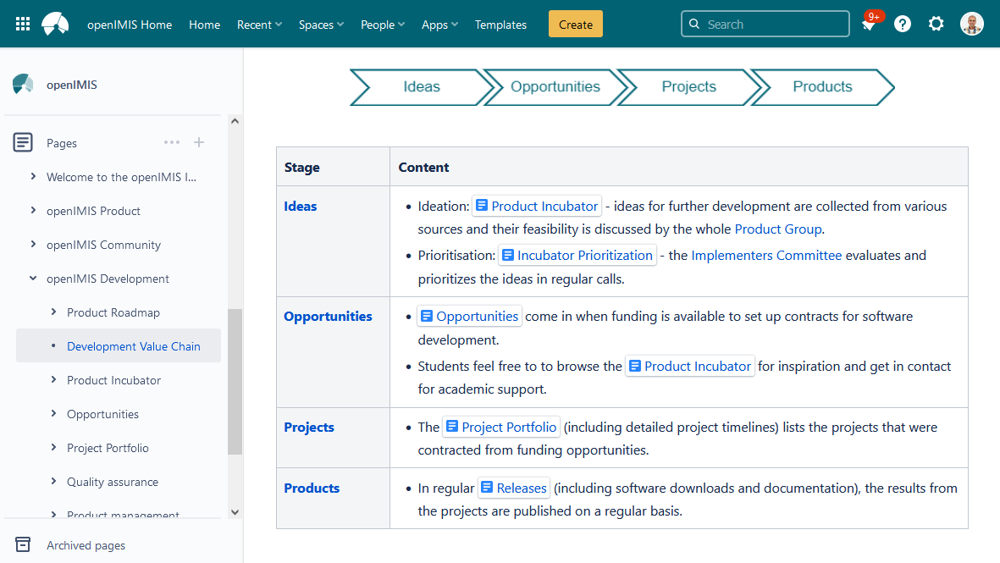 openIMIS Home Home Recent Spaces People Apps Templates Create Search 9+
openIMIS
Pages
Welcome to the openIMIS I...
openIMIS Product
openIMIS Community
openIMIS Development
Product Roadmap
Development Value Chain
Product Incubator
Opportunities
Project Portfolio
Quality assurance
Product management
Archived pages
Ideas Opportunities Projects Products
Stage Content
Ideas
• Ideation: Product Incubator - ideas for further development are collected from various
sources and their feasibility is discussed by the whole Product Group.
• Prioritisation: Incubator Prioritization - the Implementers Committee evaluates and
prioritizes the ideas in regular calls.
Opportunities
• Opportunities come in when funding is available to set up contracts for software
development.
• Students feel free to to browse the Product Incubator for inspiration and get in contact
for academic support.
Projects
• The Project Portfolio (including detailed project timelines) lists the projects that were
contracted from funding opportunities.
Products
• In regular Releases (including software downloads and documentation), the results from
the projects are published on a regular basis.